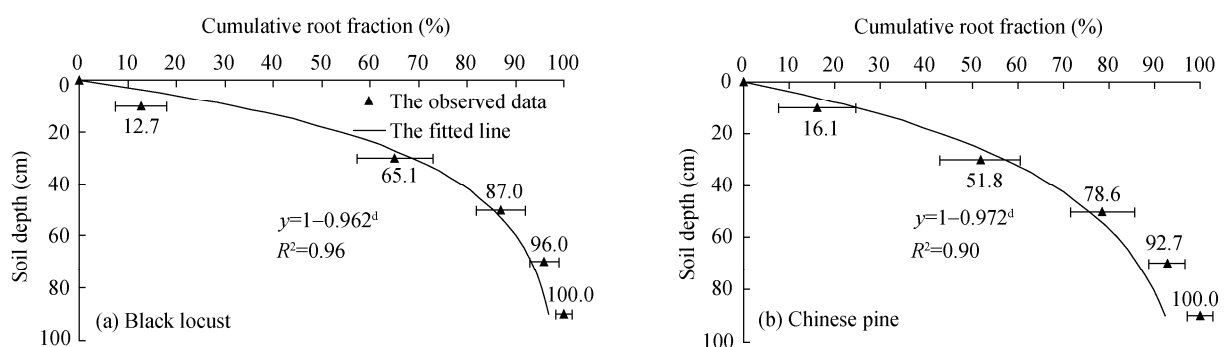 Cumulative root fraction (%)
0 10 20 30 40 50 60 70 80 90 100
0
20
40
60
80
100
Soil depth (cm)
12.7
65.1
87.0
96.0
100.0
The observed data
The fitted line
y=1–0.962ᵈ
R²=0.96
(a) Black locust
Cumulative root fraction (%)
0 10 20 30 40 50 60 70 80 90 100
0
20
40
60
80
100
Soil depth (cm)
16.1
51.8
78.6
92.7
100.0
y=1–0.972ᵈ
R²=0.90
(b) Chinese pine